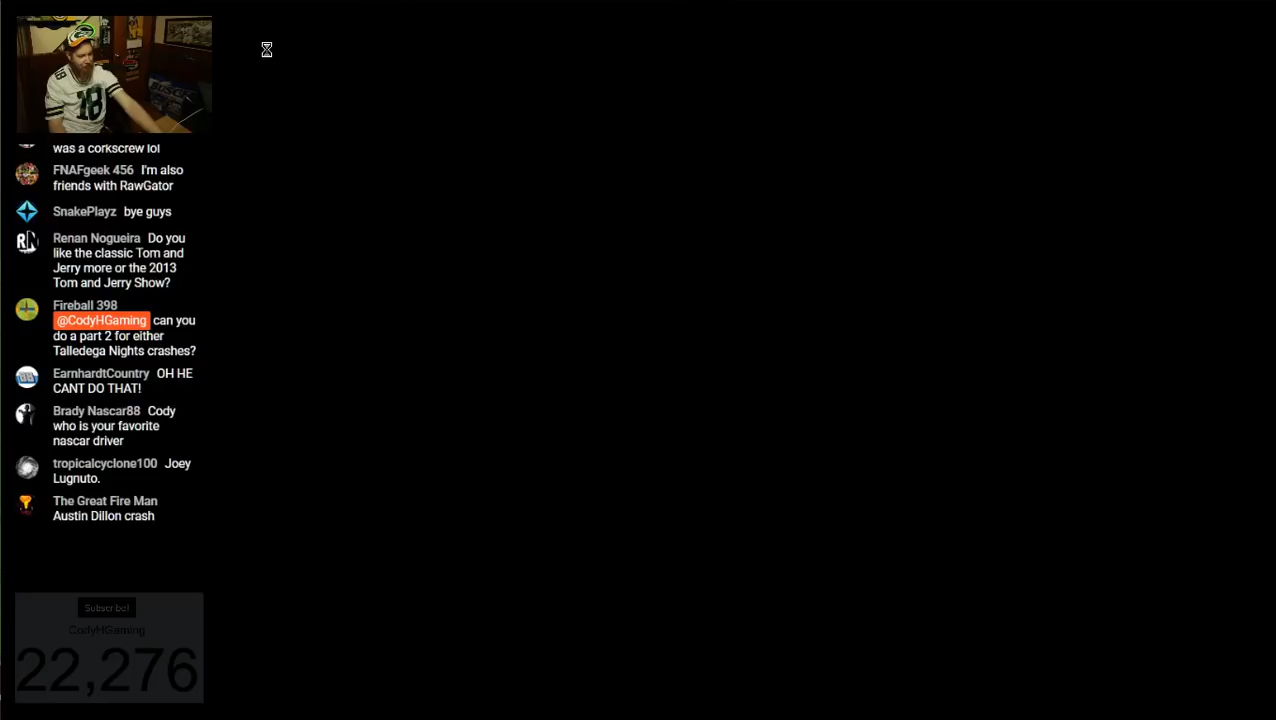 18
18
was a corkscrew lol
FNAFgeek 456 I'm also
friends with RawGator
SnakePlayz bye guys
RN
Renan Nogueira Do you
like the classic Tom and
Jerry more or the 2013
Tom and Jerry Show?
Fireball 398
@CodyHGaming can you
do a part 2 for either
Talledega Nights crashes?
EarnhardtCountry OH HE
CANT DO THAT!
Brady Nascar88 Cody
who is your favorite
nascar driver
tropicalcyclone100 Joey
Lugnuto.
The Great Fire Man
Austin Dillon crash
Subscribe!
CodyHGaming
22,276